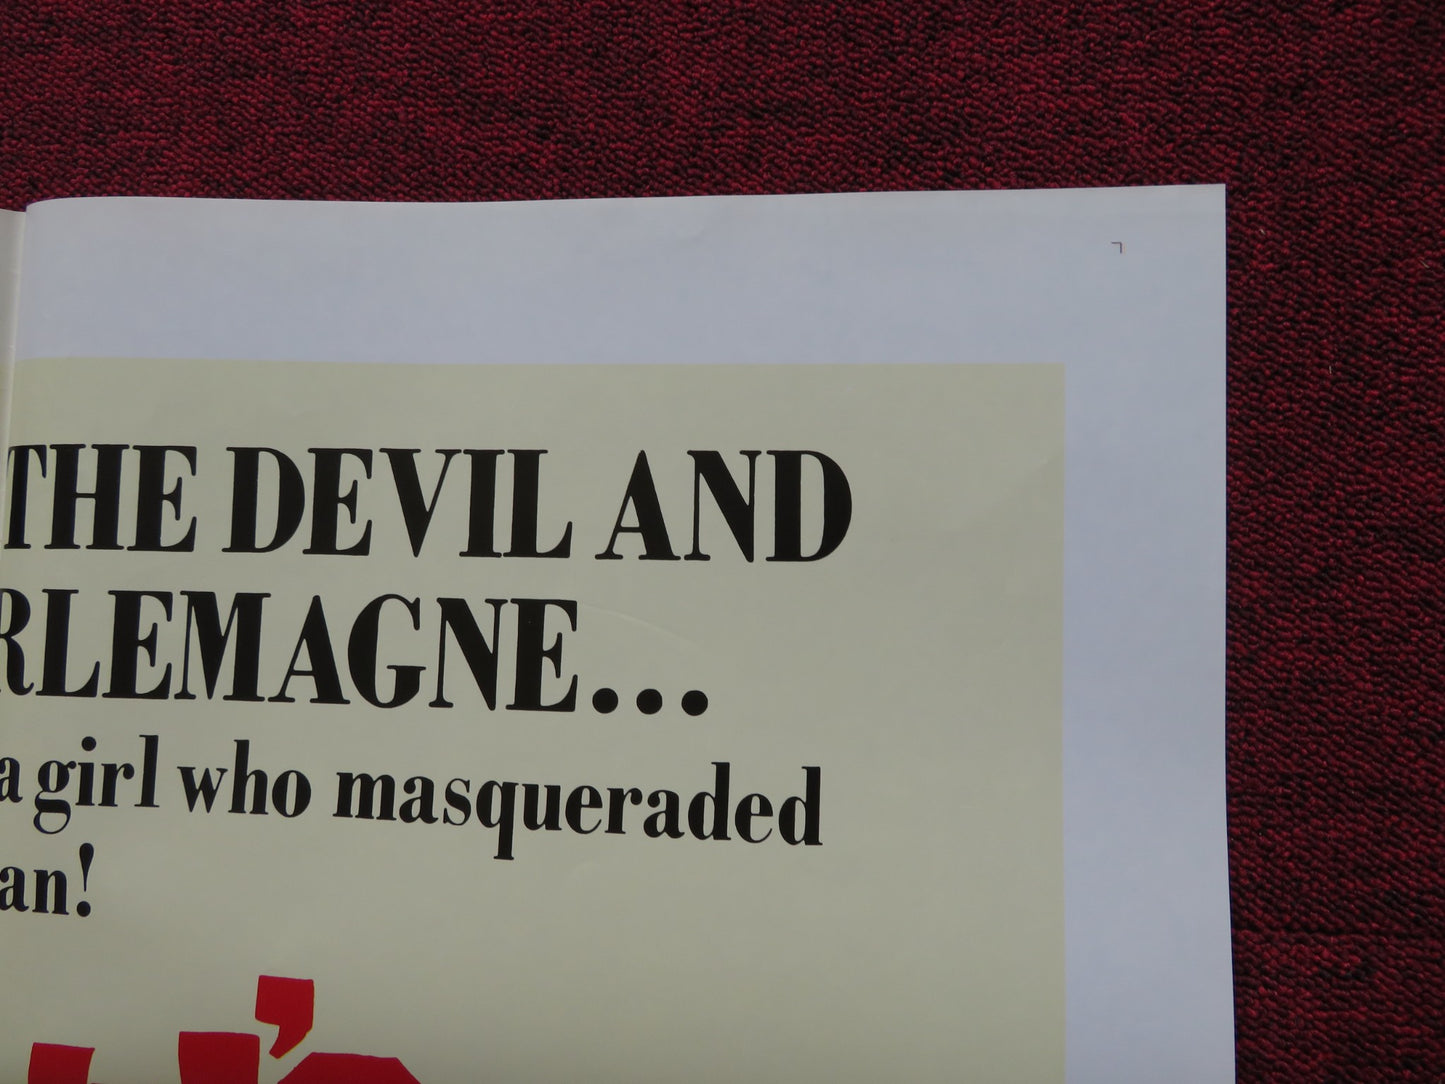 THE DEVIL AND
RLEMAGNE...
a girl who masqueraded
an!